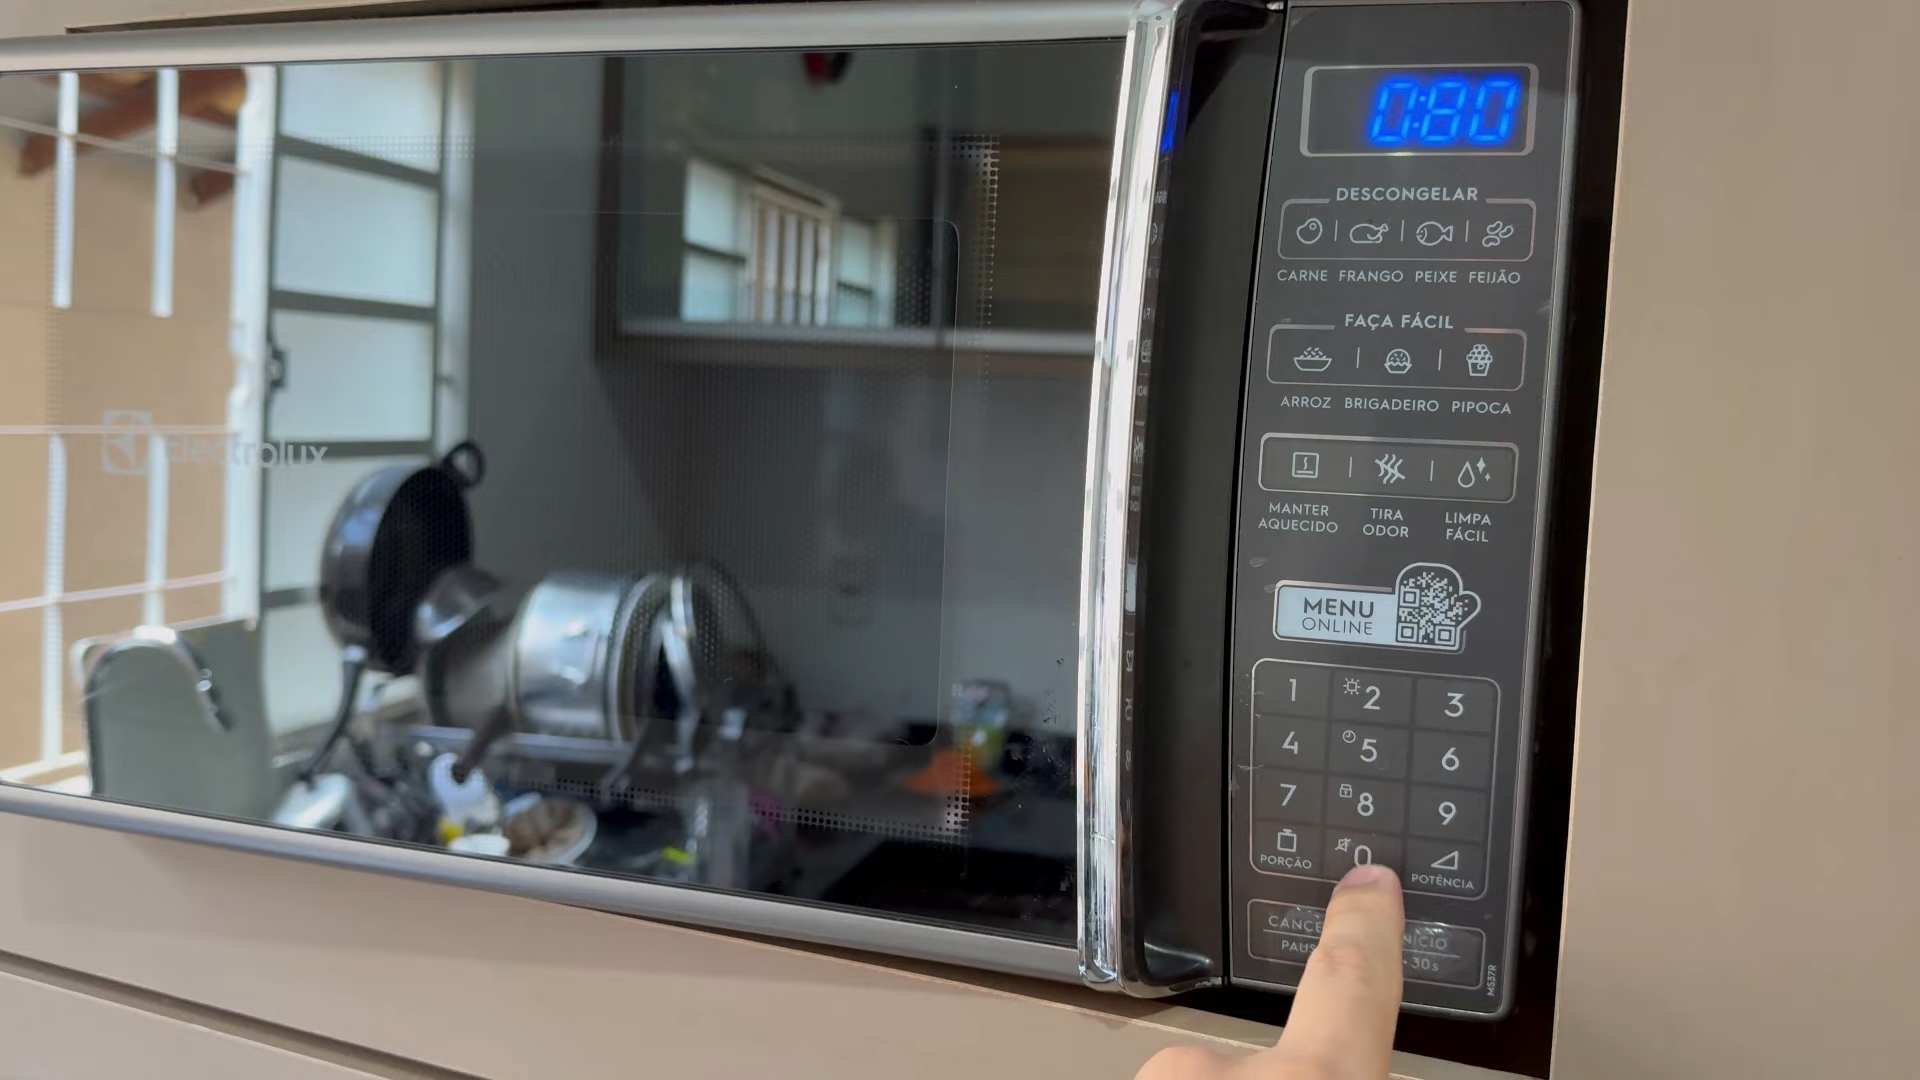 0:80
DESCONGELAR
CARNE FRANGO PEIXE FEIJÃO
FAÇA FÁCIL
ARROZ BRIGADEIRO PIPOCA
MANTER AQUECIDO
TIRA ODOR
LIMPA FÁCIL
MENU
ONLINE
1 2 3
4 5 6
7 8 9
PORÇÃO 0 POTÊNCIA
Electrolux
MS37R